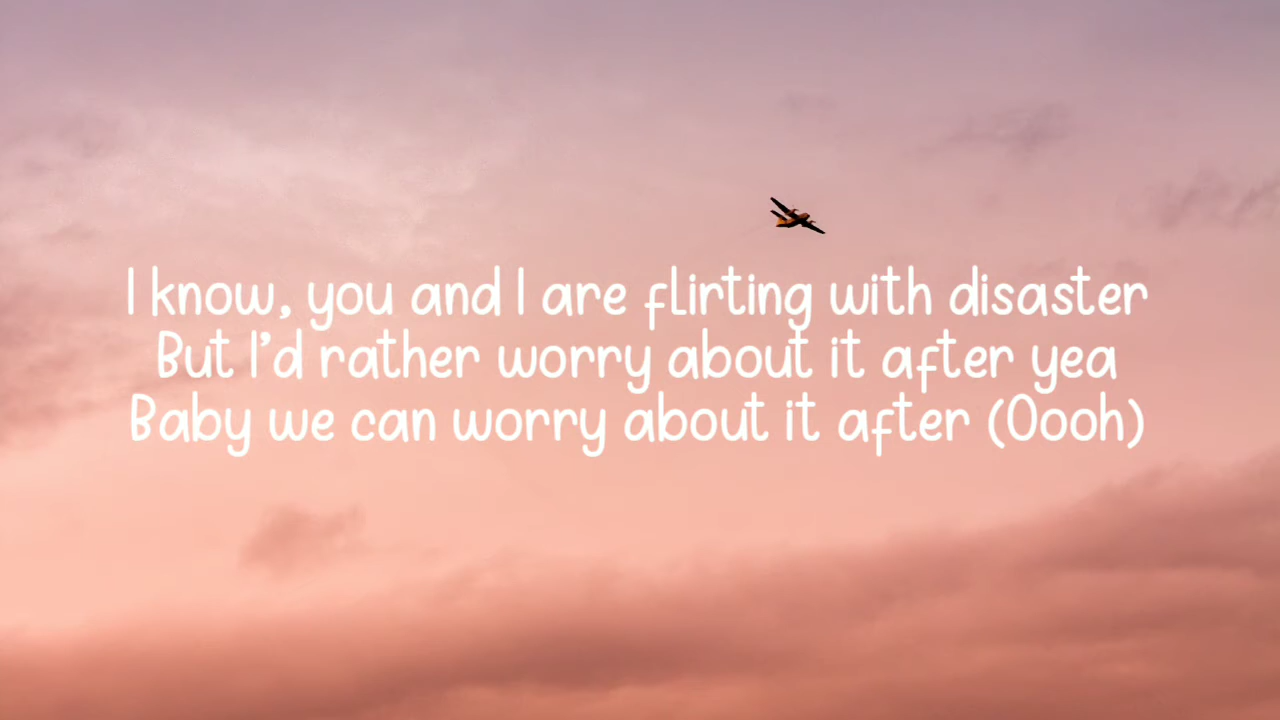 I know, you and I are flirting with disaster
But I'd rather worry about it after yea
Baby we can worry about it after (Oooh)